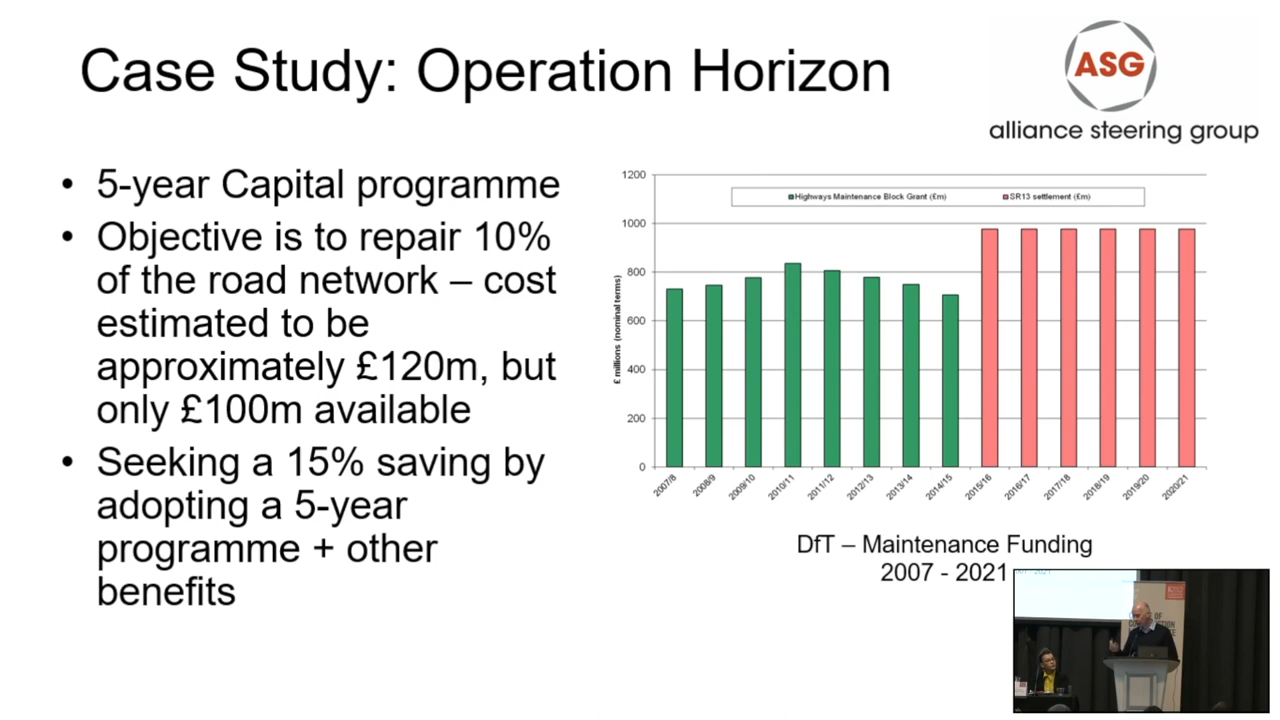 Case Study: Operation Horizon
ASG
alliance steering group
• 5-year Capital programme
• Objective is to repair 10%
of the road network – cost
estimated to be
approximately £120m, but
only £100m available
• Seeking a 15% saving by
adopting a 5-year
programme + other
benefits
Highways Maintenance Block Grant (£m)
SR13 settlement (£m)
£ millions (nominal terms)
1200
1000
800
600
400
200
0
2007/8
2008/9
2009/10
2010/11
2011/12
2012/13
2013/14
2014/15
2015/16
2016/17
2017/18
2018/19
2019/20
2020/21
DfT – Maintenance Funding
2007 - 2021